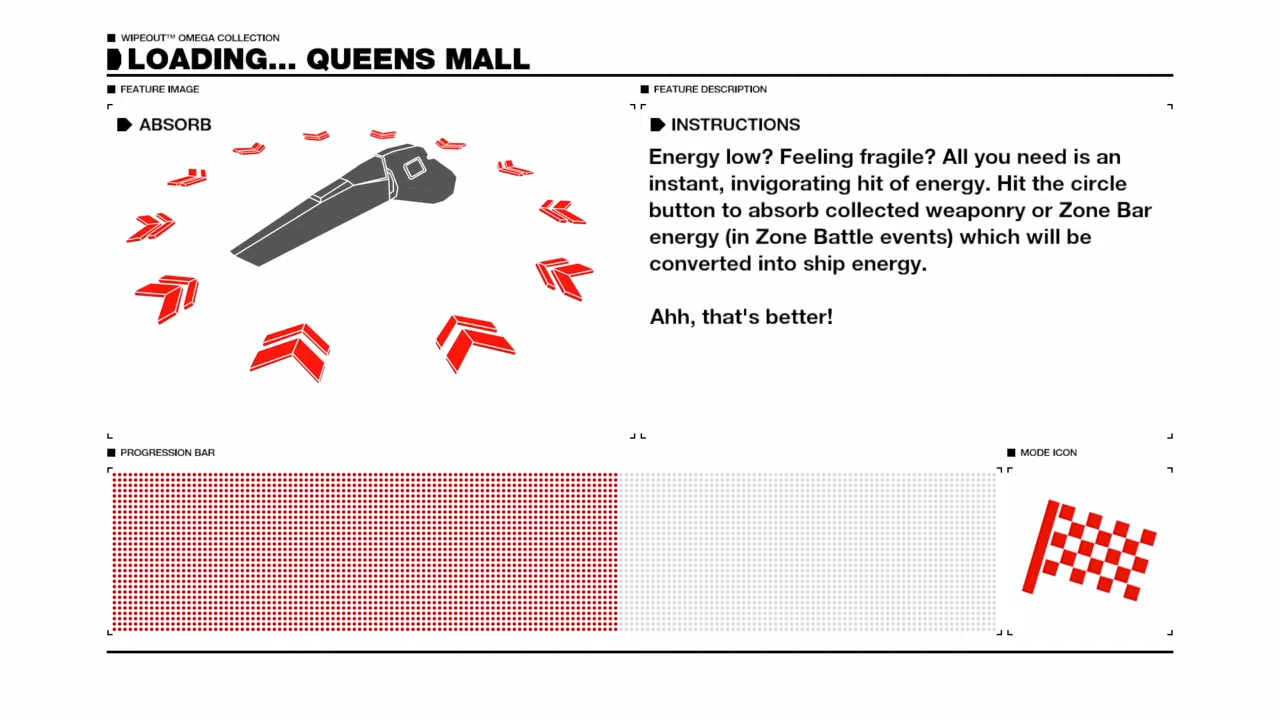 WIPEOUT™ OMEGA COLLECTION
LOADING... QUEENS MALL
FEATURE IMAGE
ABSORB
FEATURE DESCRIPTION
INSTRUCTIONS
Energy low? Feeling fragile? All you need is an
instant, invigorating hit of energy. Hit the circle
button to absorb collected weaponry or Zone Bar
energy (in Zone Battle events) which will be
converted into ship energy.
Ahh, that's better!
PROGRESSION BAR
MODE ICON